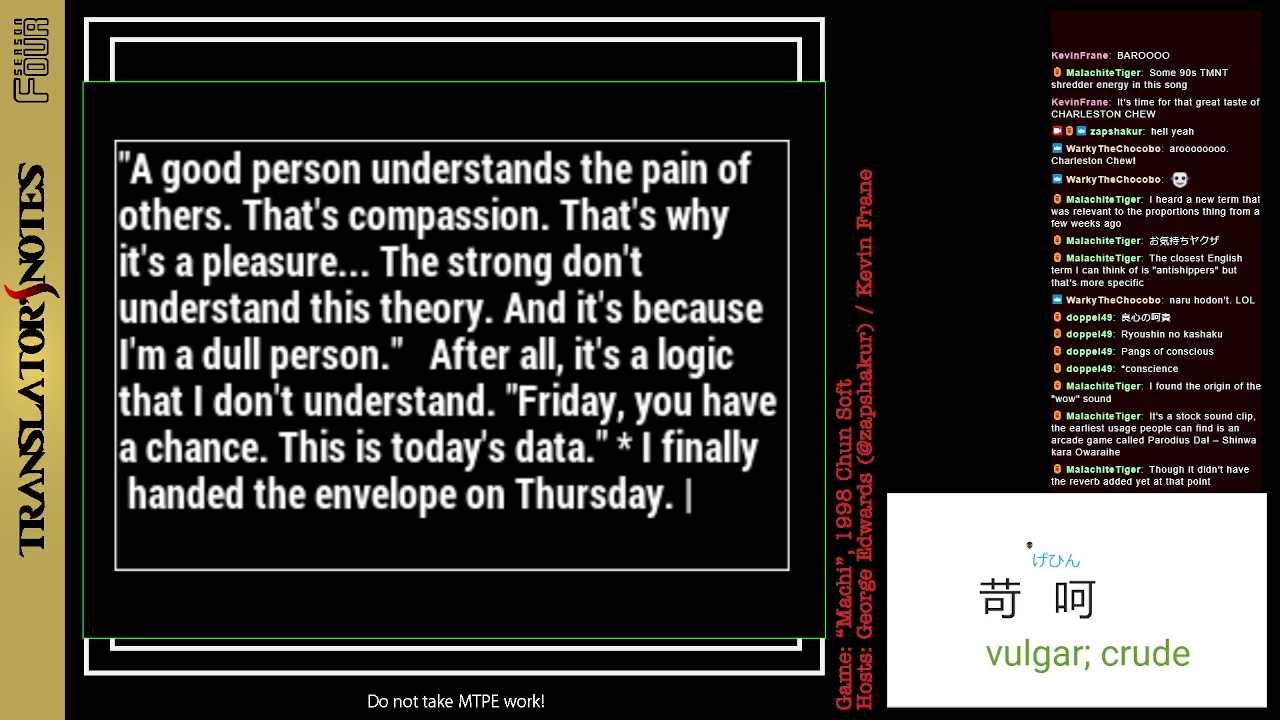 SEASON
FOUR
TRANSLATOR'S NOTES
"A good person understands the pain of
others. That's compassion. That's why
it's a pleasure... The strong don't
understand this theory. And it's because
I'm a dull person."   After all, it's a logic
that I don't understand. "Friday, you have
a chance. This is today's data." * I finally
handed the envelope on Thursday. |
Do not take MTPE work!
Game: "Machi", 1998 Chun Soft
Hosts: George Edwards (@zapshakur) / Kevin Frane
KevinFrane: BAROOOO
MalachiteTiger: Some 90s TMNT
shredder energy in this song
KevinFrane: It's time for that great taste of
CHARLESTON CHEW
zapshakur: hell yeah
WarkyTheChocobo: aroooooooo.
Charleston Chew!
WarkyTheChocobo:
MalachiteTiger: I heard a new term that
was relevant to the proportions thing from a
few weeks ago
MalachiteTiger: お気持ちヤクザ
MalachiteTiger: The closest English
term I can think of is "antishippers" but
that's more specific
WarkyTheChocobo: naru hodon't. LOL
doppel49: 良心の呵責
doppel49: Ryoushin no kashaku
doppel49: Pangs of conscious
doppel49: conscience
MalachiteTiger: I found the origin of the
"wow" sound
MalachiteTiger: It's a stock sound clip,
the earliest usage people can find is an
arcade game called Parodius Da! ~ Shinwa
kara Owaraihe
MalachiteTiger: Though it didn't have
the reverb added yet at that point
げひん
苛 呵
vulgar; crude